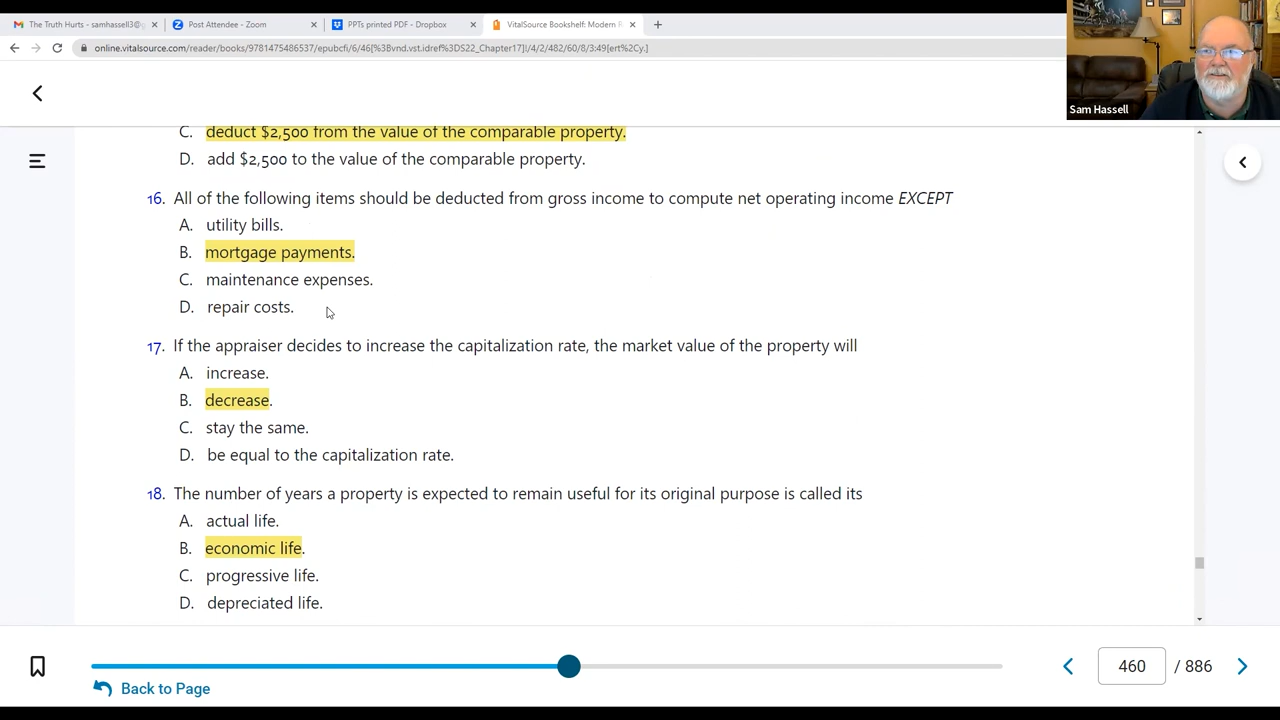 The Truth Hurts - samhassell3@g
Post Attendee - Zoom
PPTs printed PDF - Dropbox
VitalSource Bookshelf: Modern R
online.vitalsource.com/reader/books/9781475486537/epubcfi/6/46[%3Bvnd.vst.idref%3DS22_Chapter17]!/4/2/482/60/8/3:49[ert%2Cy.]
Sam Hassell
C. deduct $2,500 from the value of the comparable property.
D. add $2,500 to the value of the comparable property.
16. All of the following items should be deducted from gross income to compute net operating income EXCEPT
A. utility bills.
B. mortgage payments.
C. maintenance expenses.
D. repair costs.
17. If the appraiser decides to increase the capitalization rate, the market value of the property will
A. increase.
B. decrease.
C. stay the same.
D. be equal to the capitalization rate.
18. The number of years a property is expected to remain useful for its original purpose is called its
A. actual life.
B. economic life.
C. progressive life.
D. depreciated life.
460 / 886
Back to Page